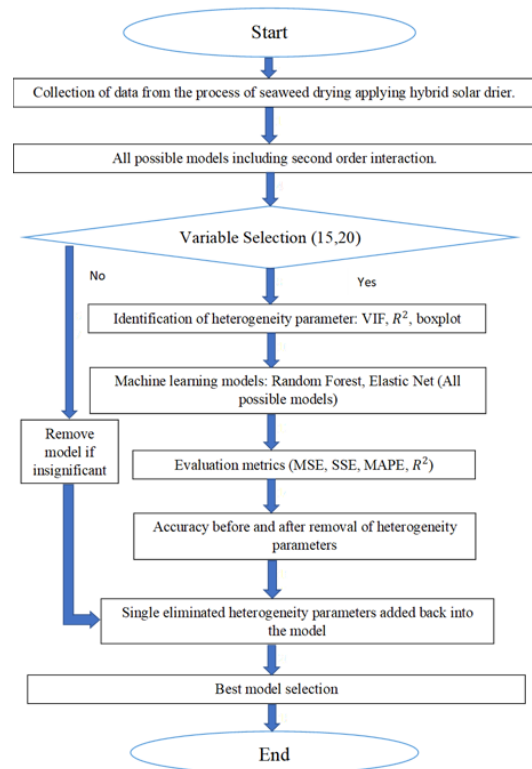 Start
Collection of data from the process of seaweed drying applying hybrid solar drier.
All possible models including second order interaction.
Variable Selection (15,20)
No
Yes
Identification of heterogeneity parameter: VIF, R², boxplot
Machine learning models: Random Forest, Elastic Net (All
possible models)
Remove
model if
insignificant
Evaluation metrics (MSE, SSE, MAPE, R²)
Accuracy before and after removal of heterogeneity
parameters
Single eliminated heterogeneity parameters added back into
the model
Best model selection
End